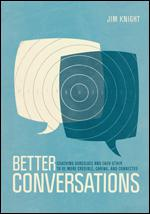 JIM KNIGHT
BETTER
COACHING OURSELVES AND EACH OTHER
TO BE MORE CREDIBLE, CARING, AND CONNECTED
CONVERSATIONS